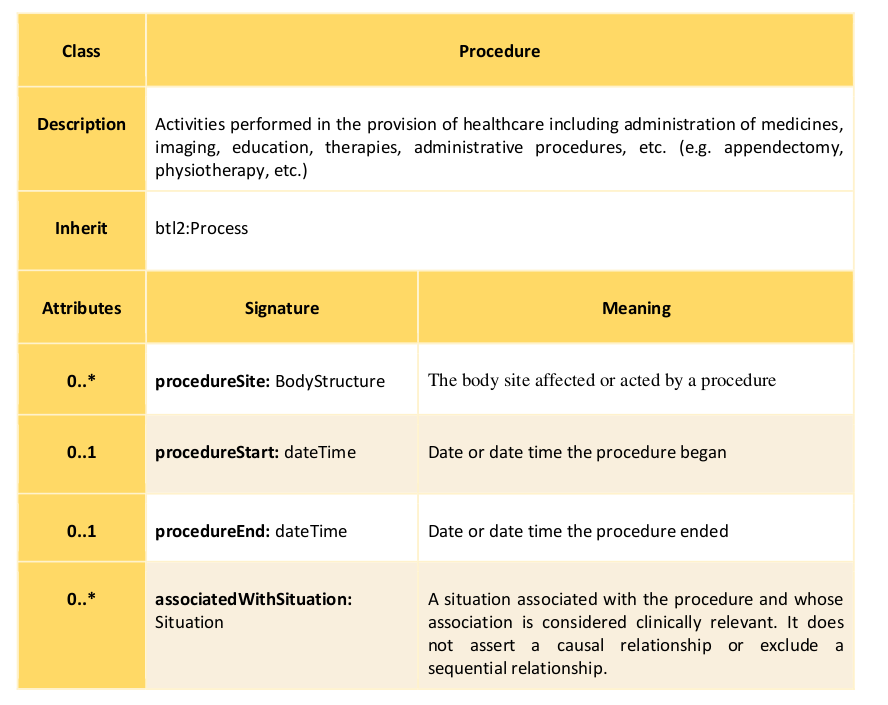 Class
Procedure
Description
Activities performed in the provision of healthcare including administration of medicines,
imaging, education, therapies, administrative procedures, etc. (e.g. appendectomy,
physiotherapy, etc.)
Inherit
btl2:Process
Attributes
Signature
Meaning
0..*
procedureSite: BodyStructure
The body site affected or acted by a procedure
0..1
procedureStart: dateTime
Date or date time the procedure began
0..1
procedureEnd: dateTime
Date or date time the procedure ended
0..*
associatedWithSituation:
Situation
A situation associated with the procedure and whose
association is considered clinically relevant. It does
not assert a causal relationship or exclude a
sequential relationship.